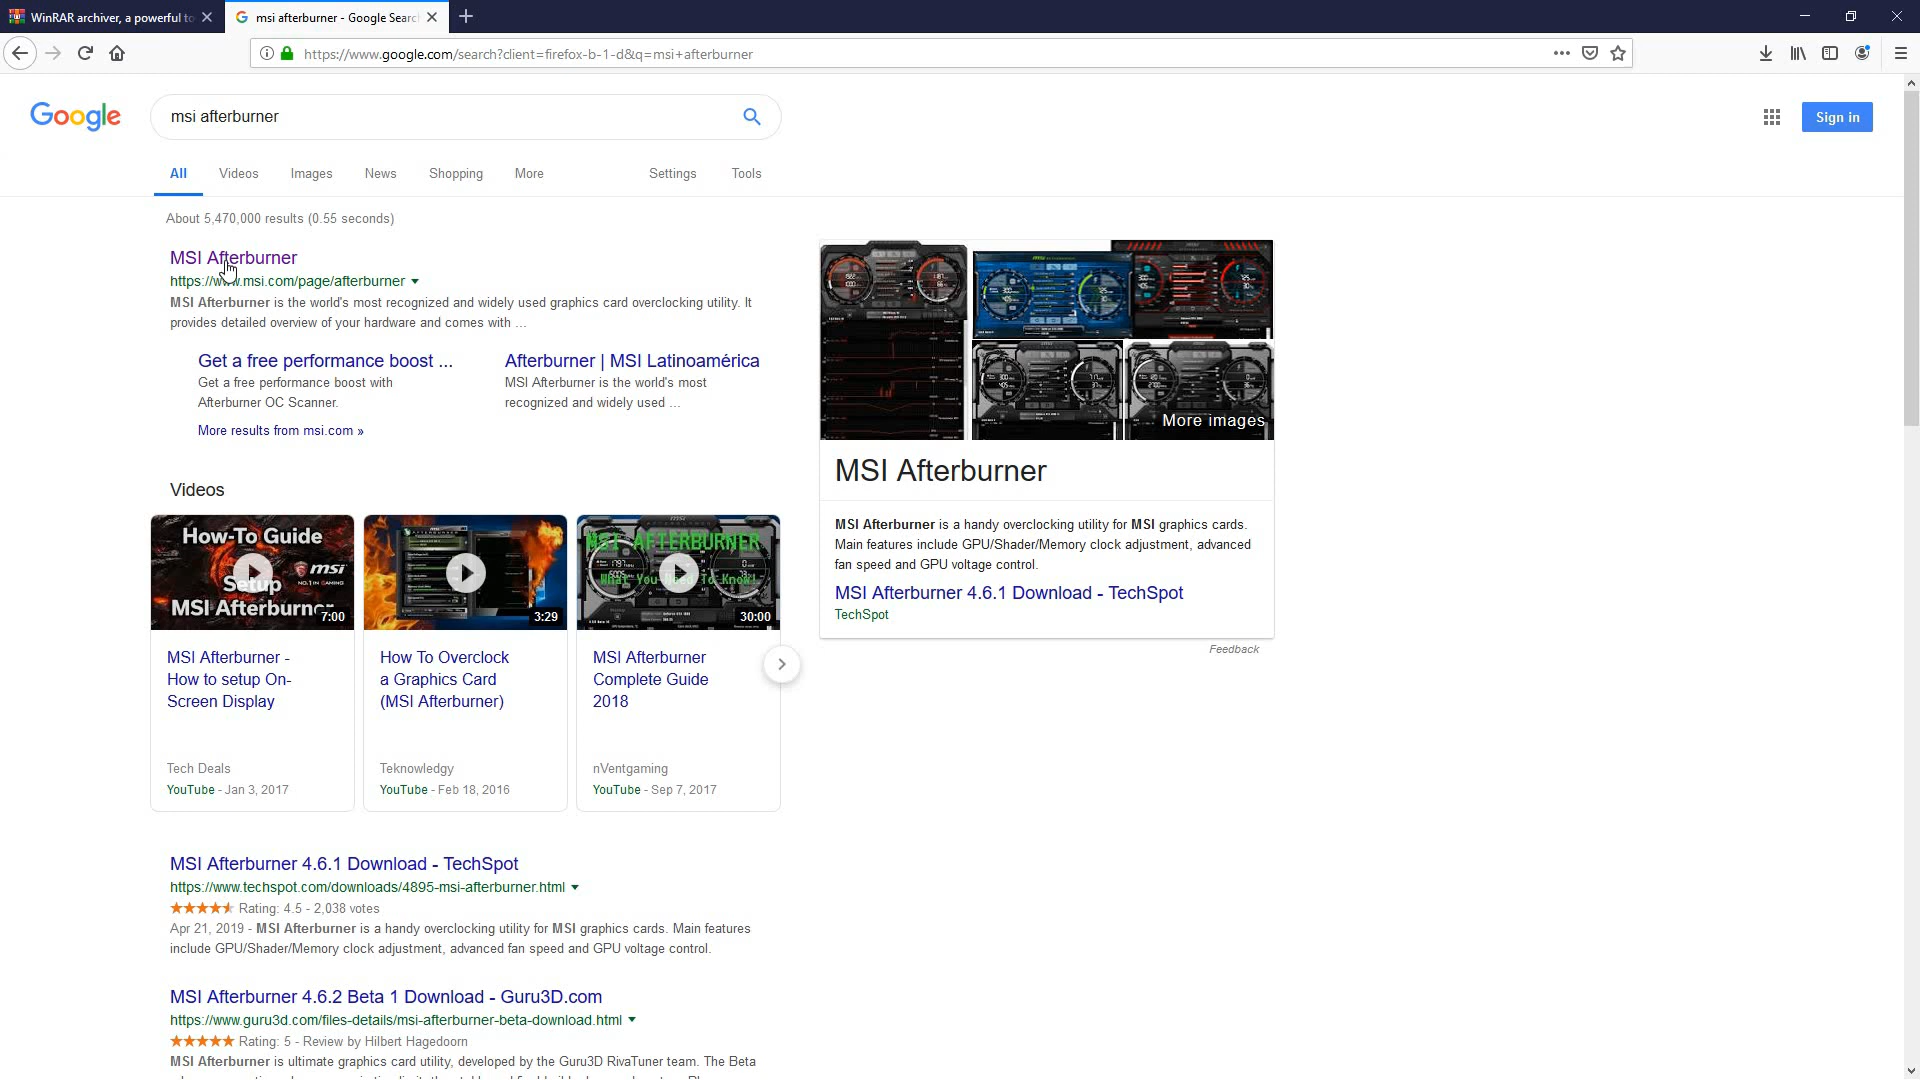 WinRAR archiver, a powerful to
msi afterburner - Google Search
https://www.google.com/search?client=firefox-b-1-d&q=msi+afterburner
Google
msi afterburner
Sign in
All
Videos
Images
News
Shopping
More
Settings
Tools
About 5,470,000 results (0.55 seconds)
MSI Afterburner
https://www.msi.com/page/afterburner
MSI Afterburner is the world's most recognized and widely used graphics card overclocking utility. It
provides detailed overview of your hardware and comes with ...
Get a free performance boost ...
Get a free performance boost with
Afterburner OC Scanner.
Afterburner | MSI Latinoamérica
MSI Afterburner is the world's most
recognized and widely used ...
More results from msi.com »
Videos
How-To Guide
Setup
msi
MSI Afterburner
7:00
MSI Afterburner -
How to setup On-
Screen Display
Tech Deals
YouTube - Jan 3, 2017
3:29
How To Overclock
a Graphics Card
(MSI Afterburner)
Teknowledgy
YouTube - Feb 18, 2016
MSI AFTERBURNER
What You Need To Know!
30:00
MSI Afterburner
Complete Guide
2018
nVentgaming
YouTube - Sep 7, 2017
MSI Afterburner 4.6.1 Download - TechSpot
https://www.techspot.com/downloads/4895-msi-afterburner.html
Rating: 4.5 - 2,038 votes
Apr 21, 2019 - MSI Afterburner is a handy overclocking utility for MSI graphics cards. Main features
include GPU/Shader/Memory clock adjustment, advanced fan speed and GPU voltage control.
MSI Afterburner 4.6.2 Beta 1 Download - Guru3D.com
https://www.guru3d.com/files-details/msi-afterburner-beta-download.html
Rating: 5 - Review by Hilbert Hagedoorn
MSI Afterburner is ultimate graphics card utility, developed by the Guru3D RivaTuner team. The Beta
More images
MSI Afterburner
MSI Afterburner is a handy overclocking utility for MSI graphics cards.
Main features include GPU/Shader/Memory clock adjustment, advanced
fan speed and GPU voltage control.
MSI Afterburner 4.6.1 Download - TechSpot
TechSpot
Feedback